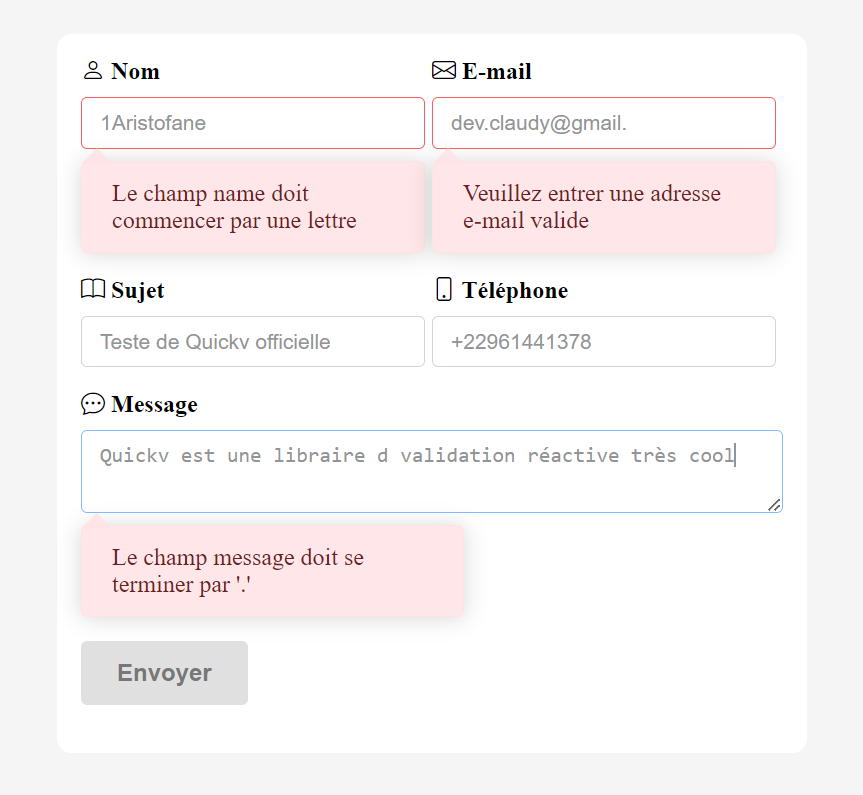 Nom
E-mail
1Aristofane
dev.claudy@gmail.
Le champ name doit
commencer par une lettre
Veuillez entrer une adresse
e-mail valide
Sujet
Téléphone
Teste de Quickv officielle
+22961441378
Message
Quickv est une libraire d validation réactive très cool
Le champ message doit se
terminer par '.'
Envoyer